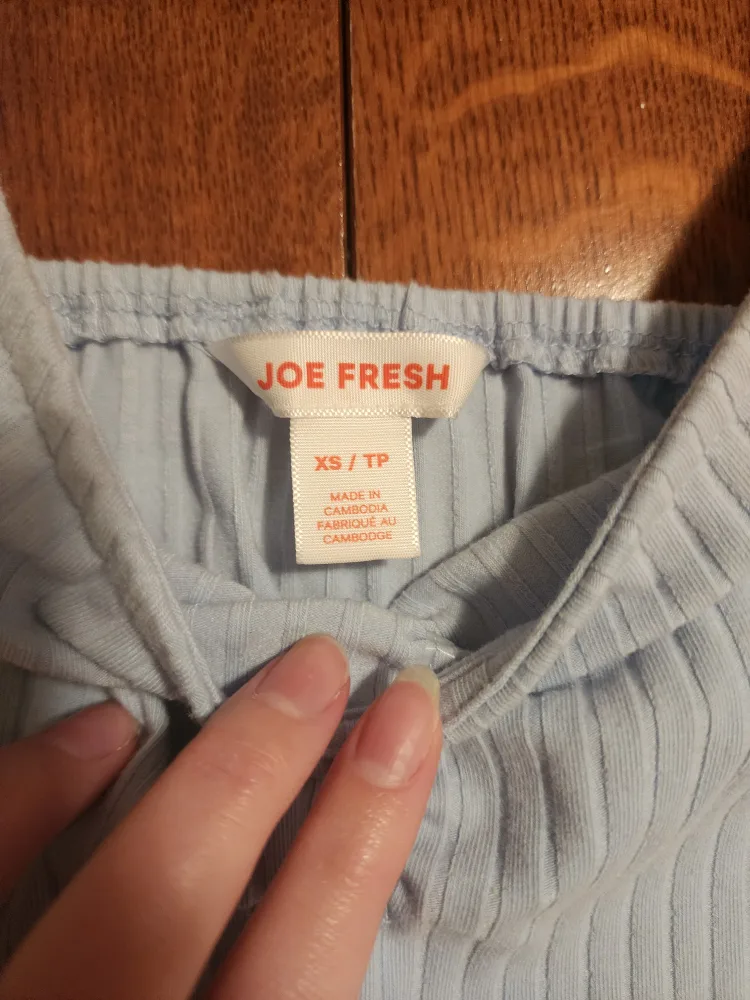 JOE FRESH
XS / TP
MADE IN
CAMBODIA
FABRIQUÉ AU
CAMBODGE